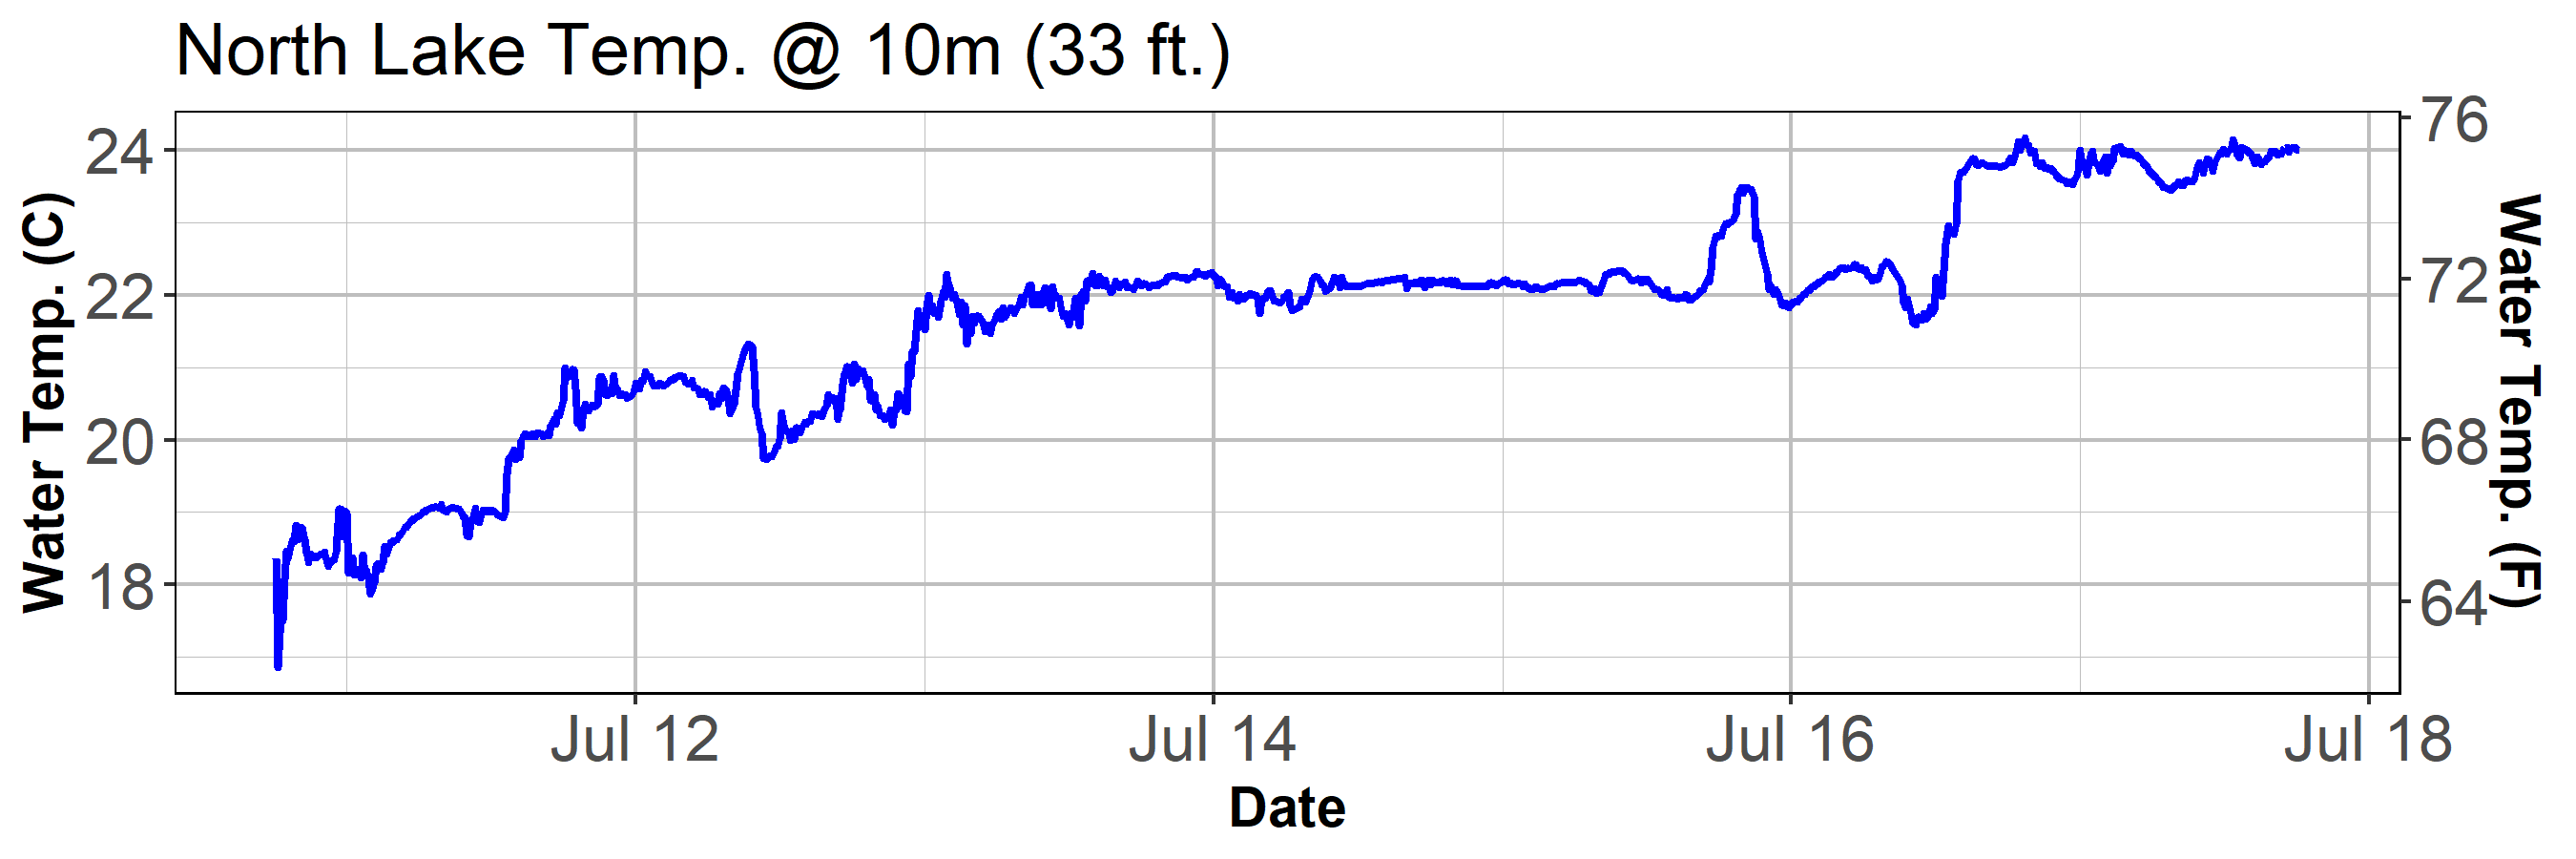 North Lake Temp. @ 10m (33 ft.)
Water Temp. (C)
24
22
20
18
76
72
68
64
Water Temp. (F)
Jul 12
Jul 14
Jul 16
Jul 18
Date